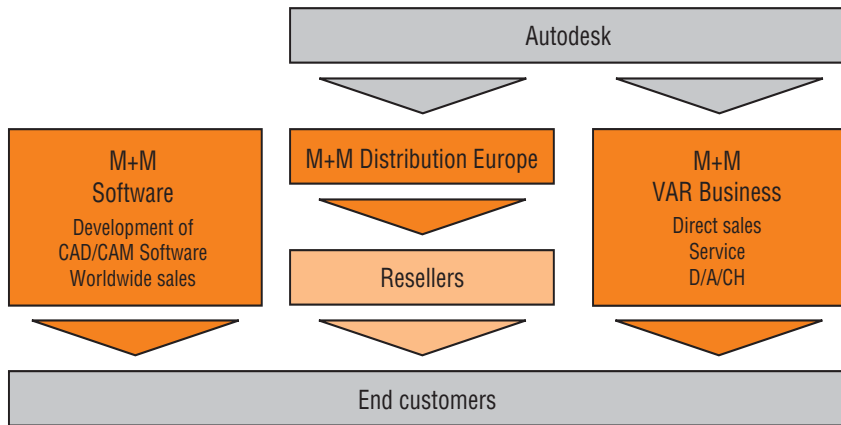 Autodesk
M+M
Software
Development of
CAD/CAM Software
Worldwide sales
M+M Distribution Europe
Resellers
M+M
VAR Business
Direct sales
Service
D/A/CH
End customers